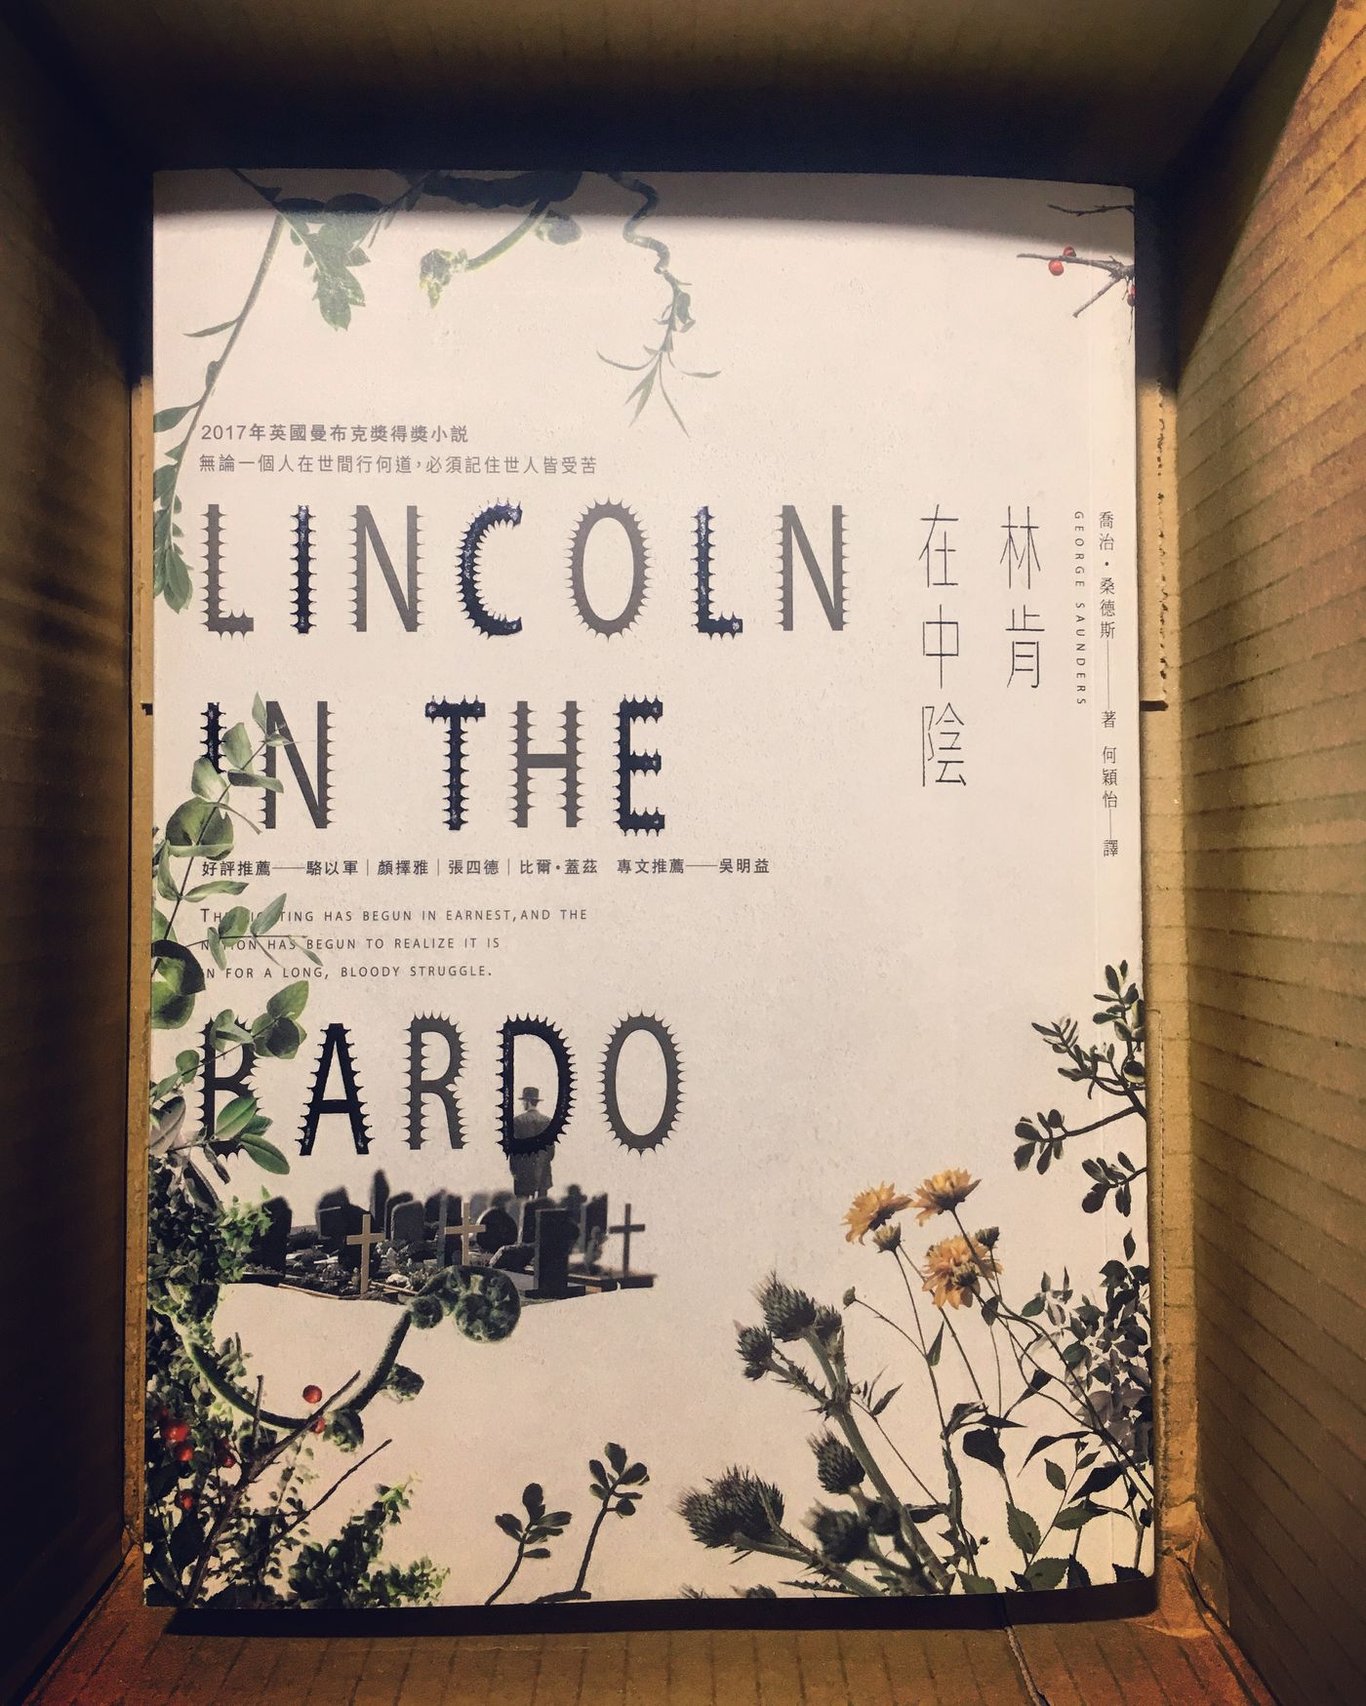 2017年英國曼布克獎得獎小說
無論一個人在世間行何道，必須記住世人皆受苦
LINCOLN
IN THE
好評推薦——駱以軍｜顏擇雅｜張四德｜比爾・蓋茲　專文推薦——吳明益
THE FIGHTING HAS BEGUN IN EARNEST, AND THE
NATION HAS BEGUN TO REALIZE IT IS
IN FOR A LONG, BLOODY STRUGGLE.
BARDO
林肯
在中陰
喬治・桑德斯——著 何穎怡——譯
GEORGE SAUNDERS